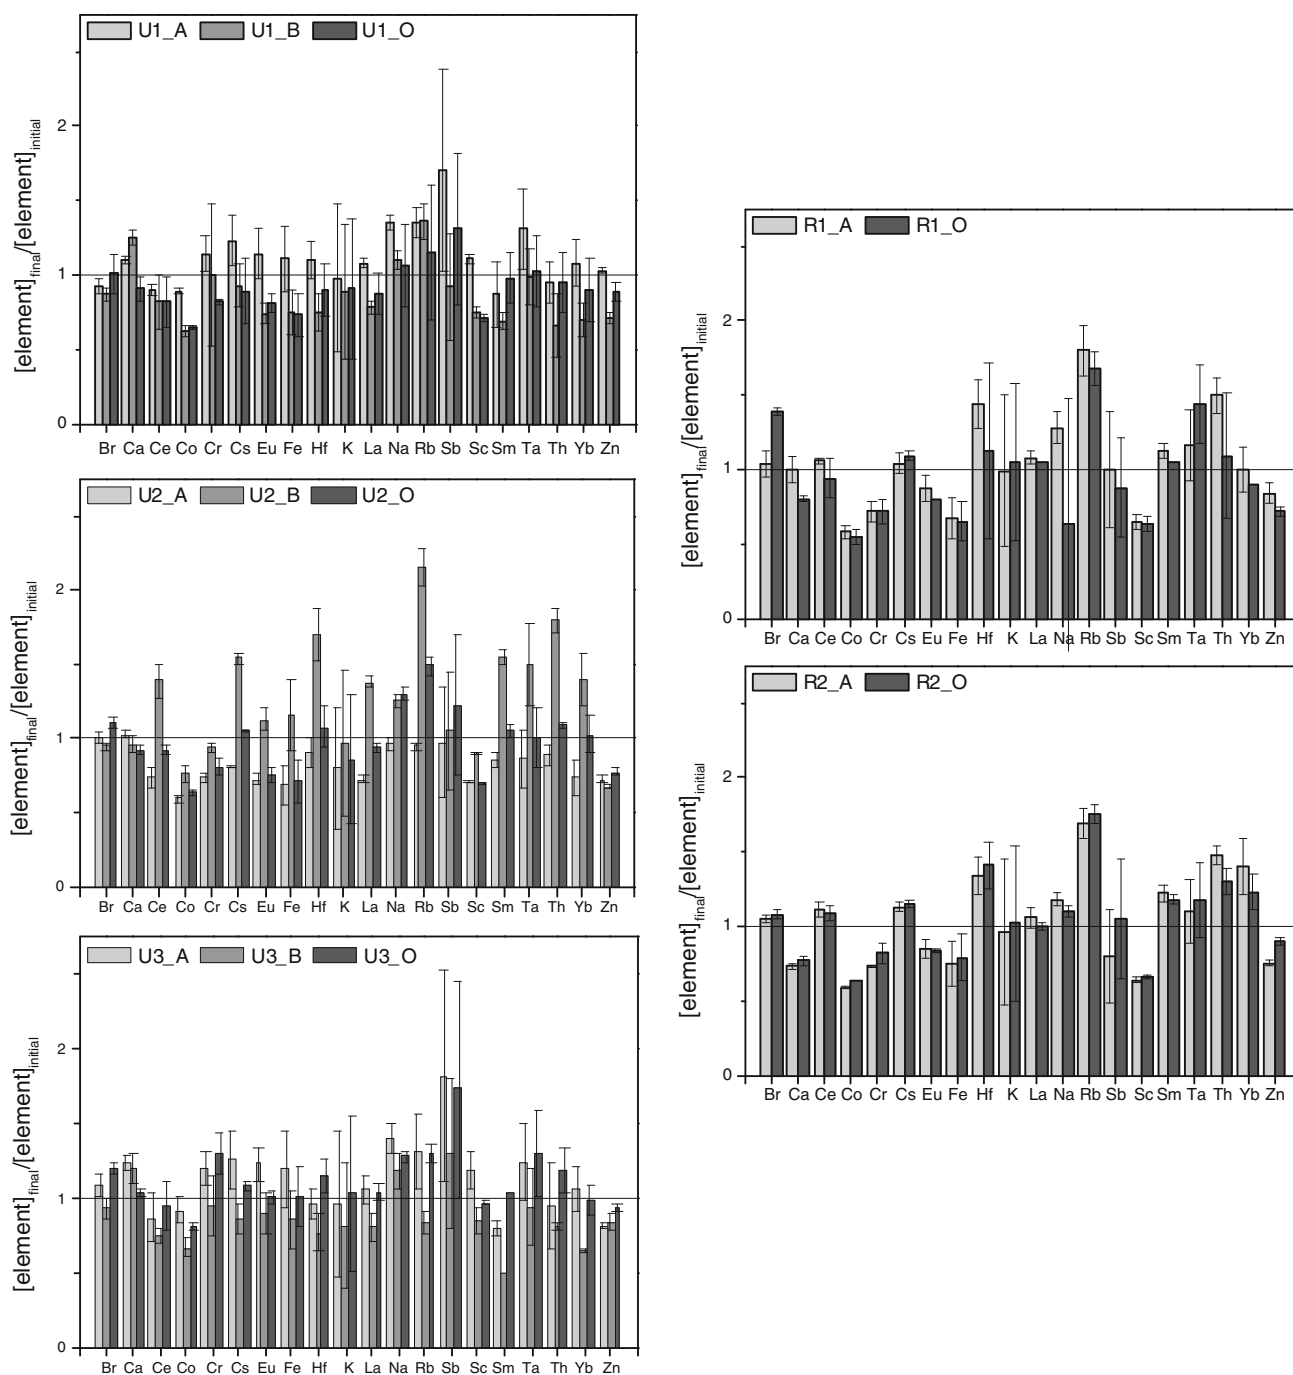 U1_A U1_B U1_O
[element]final/[element]initial
2
1
0
Br Ca Ce Co Cr Cs Eu Fe Hf K La Na Rb Sb Sc Sm Ta Th Yb Zn
U2_A U2_B U2_O
[element]final/[element]initial
2
1
0
Br Ca Ce Co Cr Cs Eu Fe Hf K La Na Rb Sb Sc Sm Ta Th Yb Zn
U3_A U3_B U3_O
[element]final/[element]initial
2
1
0
Br Ca Ce Co Cr Cs Eu Fe Hf K La Na Rb Sb Sc Sm Ta Th Yb Zn
R1_A R1_O
[element]final/[element]initial
2
1
0
Br Ca Ce Co Cr Cs Eu Fe Hf K La Na Rb Sb Sc Sm Ta Th Yb Zn
R2_A R2_O
[element]final/[element]initial
2
1
0
Br Ca Ce Co Cr Cs Eu Fe Hf K La Na Rb Sb Sc Sm Ta Th Yb Zn